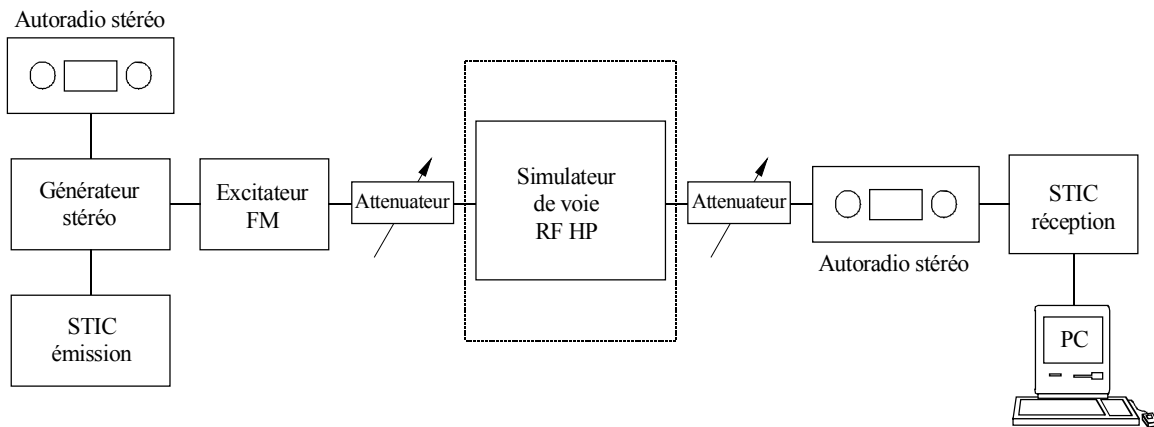 Autoradio stéréo
Générateur
stéréo
Excitateur
FM
Attenuateur
Simulateur
de voie
RF HP
Attenuateur
Autoradio stéréo
STIC
réception
STIC
émission
PC